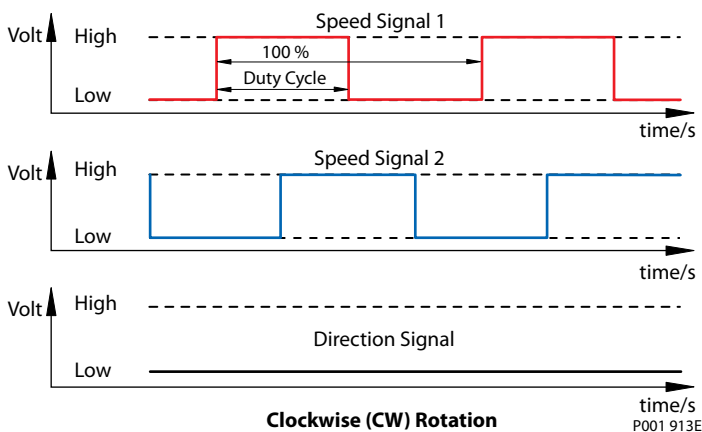 Speed Signal 1
Volt
High
100 %
Duty Cycle
Low
time/s
Speed Signal 2
Volt
High
Low
time/s
Volt
High
Direction Signal
Low
time/s
Clockwise (CW) Rotation
P001 913E